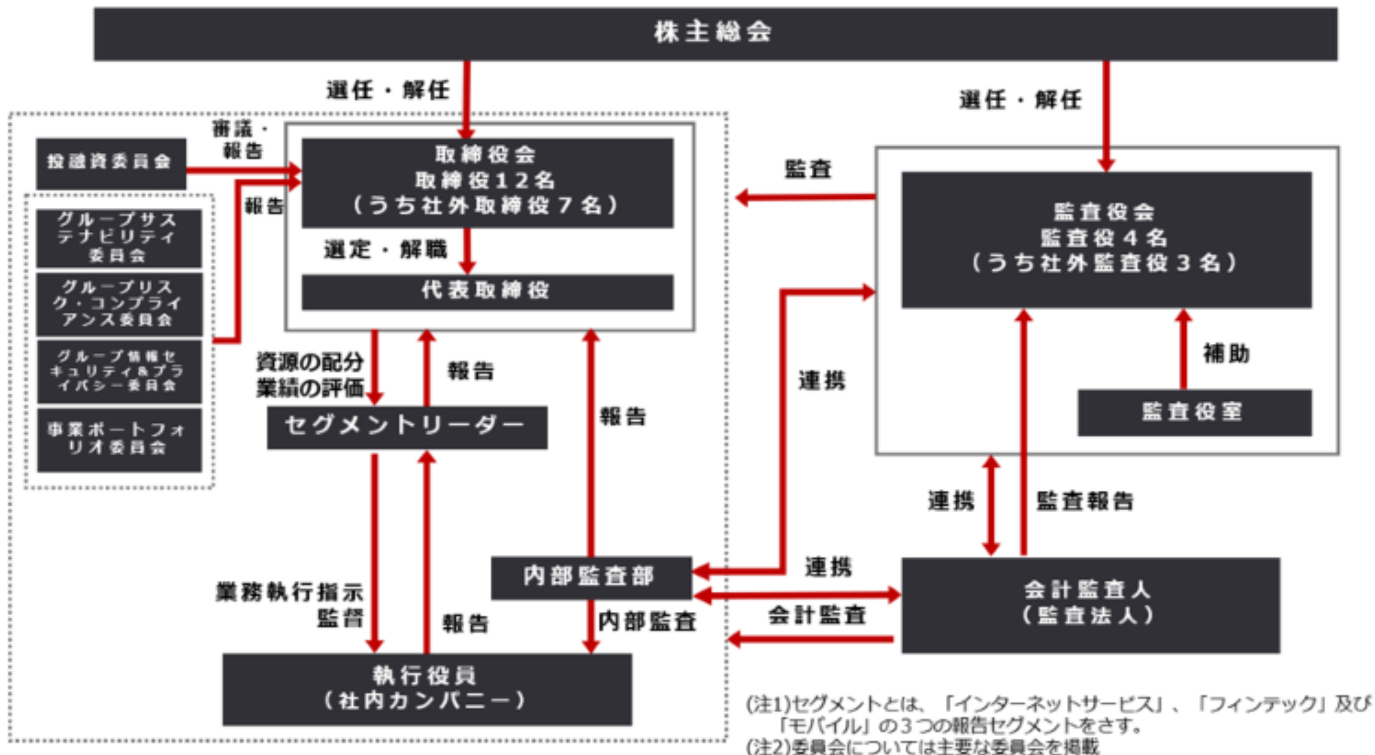 株主総会
選任・解任
選任・解任
審議・
報告
投融資委員会
報告
グループサス
テナビリティ
委員会
グループリス
ク・コンプライ
アンス委員会
グループ情報セ
キュリティ&プラ
イバシー委員会
事業ポートフォ
リオ委員会
取締役会
取締役12名
(うち社外取締役7名)
選定・解職
代表取締役
監査
監査役会
監査役4名
(うち社外監査役3名)
補助
監査役室
資源の配分
業績の評価
報告
セグメントリーダー
報告
連携
連携
監査報告
内部監査部
連携
会計監査
会計監査人
(監査法人)
業務執行指示
監督
報告
内部監査
執行役員
(社内カンパニー)
(注1)セグメントとは、「インターネットサービス」、「フィンテック」及び
「モバイル」の3つの報告セグメントをさす。
(注2)委員会については主要な委員会を掲載